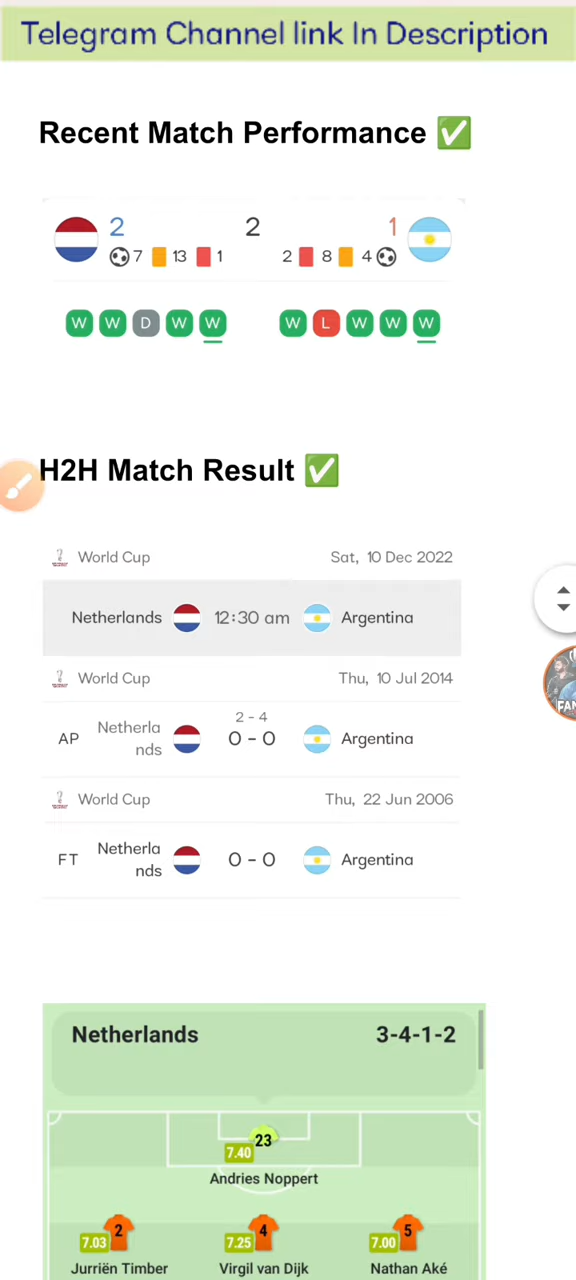 Telegram Channel link In Description
Recent Match Performance ✅
2 2 1
7 13 1 2 8 4
W W D W W W L W W W
H2H Match Result ✅
World Cup Sat, 10 Dec 2022
Netherlands 12:30 am Argentina
World Cup Thu, 10 Jul 2014
2 - 4
AP Netherla
nds 0 - 0 Argentina
World Cup Thu, 22 Jun 2006
FT Netherla
nds 0 - 0 Argentina
Netherlands 3-4-1-2
23
7.40
Andries Noppert
2 4 5
7.03 7.25 7.00
Jurriën Timber Virgil van Dijk Nathan Aké
FAN